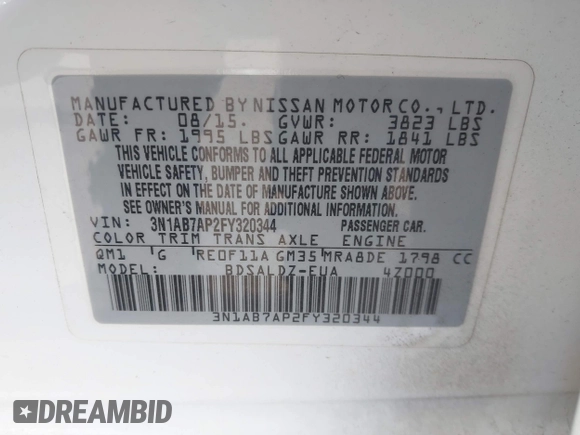 MANUFACTURED BY NISSAN MOTOR CO., LTD.
DATE: 08/15. GVWR: 3823 LBS
GAWR FR: 1995 LBS GAWR RR: 1841 LBS
THIS VEHICLE CONFORMS TO ALL APPLICABLE FEDERAL MOTOR
VEHICLE SAFETY, BUMPER AND THEFT PREVENTION STANDARDS
IN EFFECT ON THE DATE OF MANUFACTURE SHOWN ABOVE.
SEE OWNER'S MANUAL FOR ADDITIONAL INFORMATION.
VIN: 3N1AB7AP2FY320344 PASSENGER CAR.
COLOR TRIM TRANS AXLE ENGINE
QM1 G RE0F11A GM35 MRA8DE 1798 CC
MODEL: BDSALDZ-EUA 4Z000
3N1AB7AP2FY320344
DREAMBID